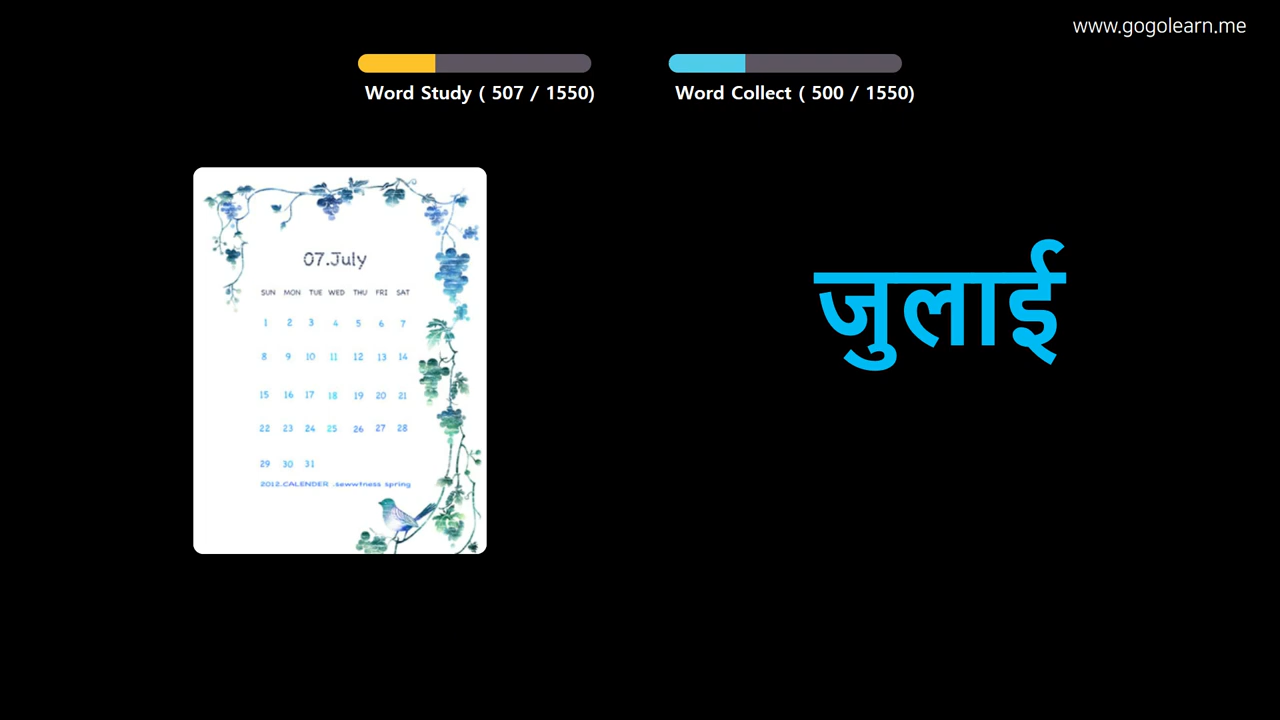 www.gogolearn.me
Word Study ( 507 / 1550)
Word Collect ( 500 / 1550)
07.July
SUN MON TUE WED THU FRI SAT
1 2 3 4 5 6 7
8 9 10 11 12 13 14
15 16 17 18 19 20 21
22 23 24 25 26 27 28
29 30 31
2012.CALENDER .sewwtness spring
जुलाई